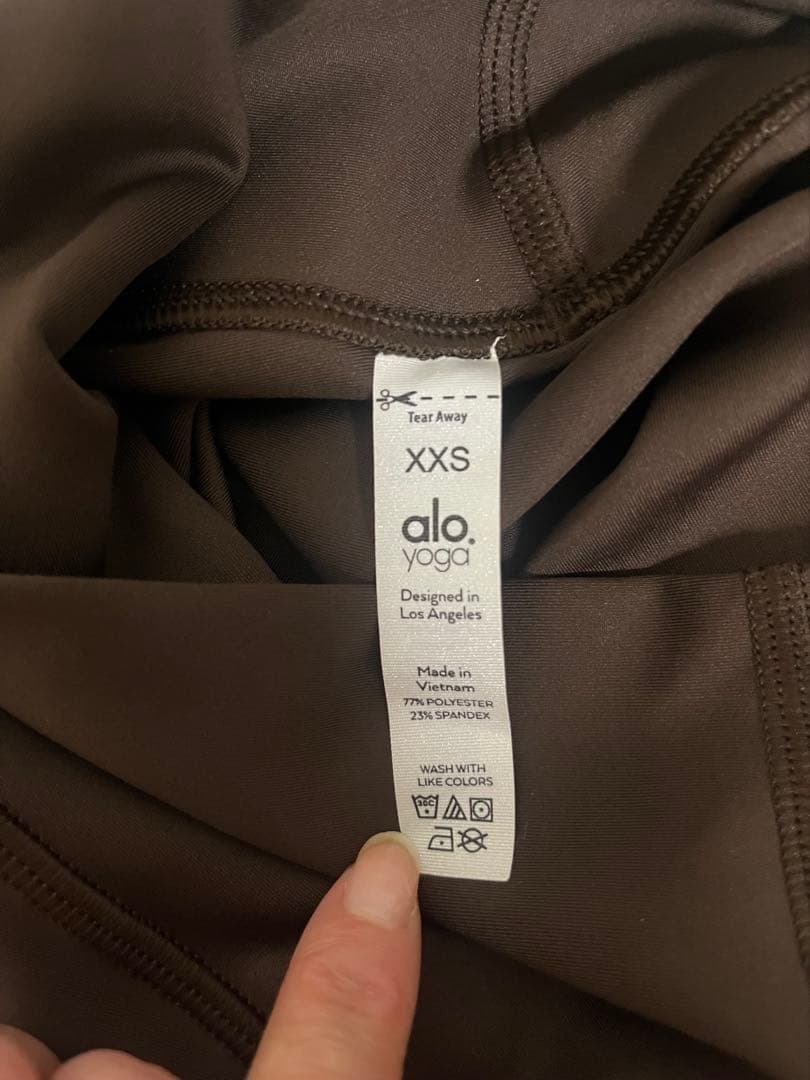 Tear Away
XXS
alo.
yoga
Designed in
Los Angeles
Made in
Vietnam
77% POLYESTER
23% SPANDEX
WASH WITH
LIKE COLORS
30C